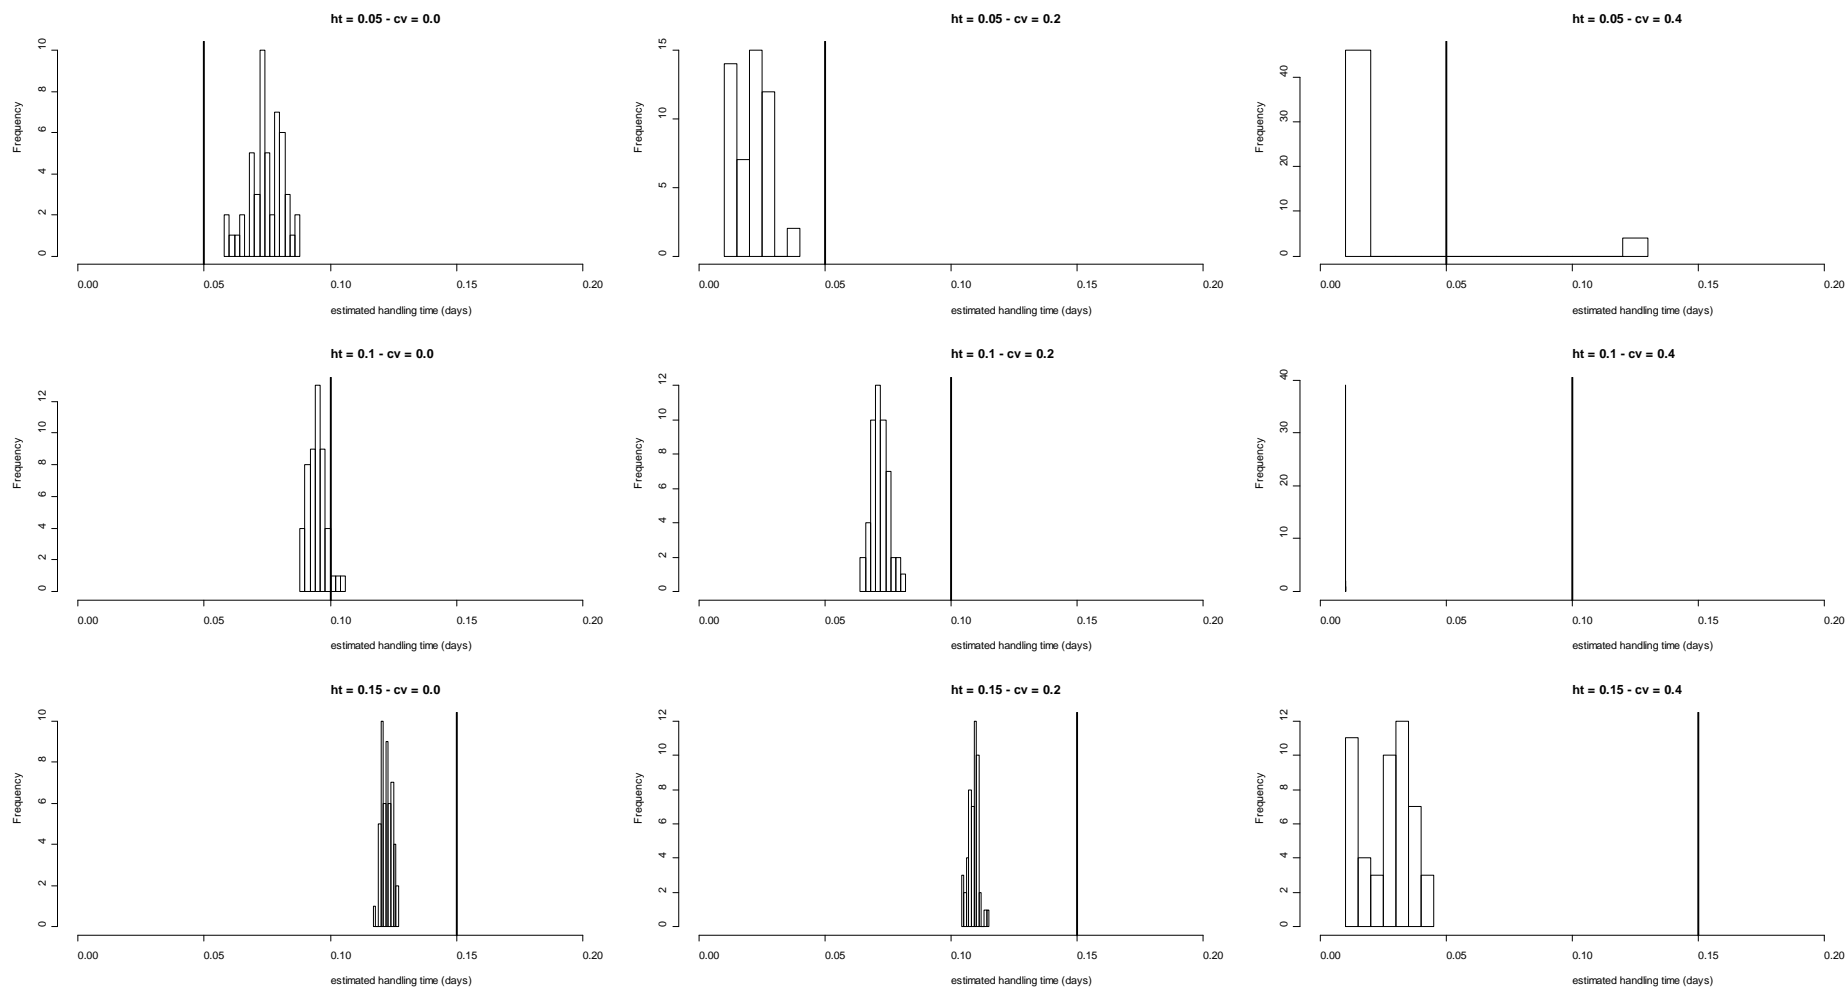 ht = 0.05 - cv = 0.0
Frequency
0 2 4 6 8 10
0.00 0.05 0.10 0.15 0.20
estimated handling time (days)
ht = 0.05 - cv = 0.2
Frequency
0 5 10 15
0.00 0.05 0.10 0.15 0.20
estimated handling time (days)
ht = 0.05 - cv = 0.4
Frequency
0 10 20 30 40
0.00 0.05 0.10 0.15 0.20
estimated handling time (days)
ht = 0.1 - cv = 0.0
Frequency
0 2 4 6 8 10 12
0.00 0.05 0.10 0.15 0.20
estimated handling time (days)
ht = 0.1 - cv = 0.2
Frequency
0 2 4 6 8 10 12
0.00 0.05 0.10 0.15 0.20
estimated handling time (days)
ht = 0.1 - cv = 0.4
Frequency
0 10 20 30 40
0.00 0.05 0.10 0.15 0.20
estimated handling time (days)
ht = 0.15 - cv = 0.0
Frequency
0 2 4 6 8 10
0.00 0.05 0.10 0.15 0.20
estimated handling time (days)
ht = 0.15 - cv = 0.2
Frequency
0 2 4 6 8 10 12
0.00 0.05 0.10 0.15 0.20
estimated handling time (days)
ht = 0.15 - cv = 0.4
Frequency
0 2 4 6 8 10 12
0.00 0.05 0.10 0.15 0.20
estimated handling time (days)